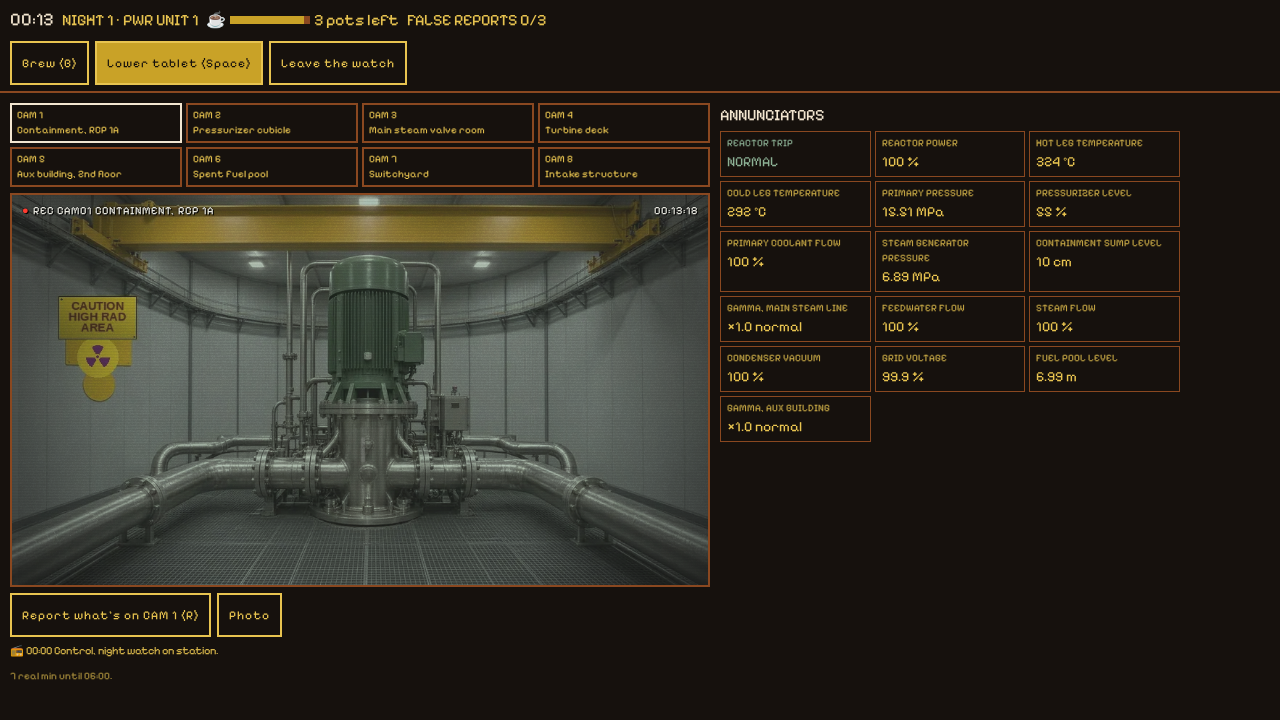 00:13 NIGHT 1 · PWR UNIT 1 3 pots left FALSE REPORTS 0/3
Brew (B) Lower tablet (Space) Leave the watch
CAM 1
Containment, RCP 1A
CAM 2
Pressurizer cubicle
CAM 3
Main steam valve room
CAM 4
Turbine deck
CAM 5
Aux building, 2nd floor
CAM 6
Spent fuel pool
CAM 7
Switchyard
CAM 8
Intake structure
REC CAM01 CONTAINMENT, RCP 1A 00:13:18
CAUTION
HIGH RAD
AREA
Report what's on CAM 1 (R) Photo
00:00 Control, night watch on station.
7 real min until 06:00.
ANNUNCIATORS
REACTOR TRIP
NORMAL
REACTOR POWER
100 %
HOT LEG TEMPERATURE
324 °C
COLD LEG TEMPERATURE
292 °C
PRIMARY PRESSURE
15.51 MPa
PRESSURIZER LEVEL
55 %
PRIMARY COOLANT FLOW
100 %
STEAM GENERATOR
PRESSURE
6.89 MPa
CONTAINMENT SUMP LEVEL
10 cm
GAMMA, MAIN STEAM LINE
×1.0 normal
FEEDWATER FLOW
100 %
STEAM FLOW
100 %
CONDENSER VACUUM
100 %
GRID VOLTAGE
99.9 %
FUEL POOL LEVEL
6.99 m
GAMMA, AUX BUILDING
×1.0 normal